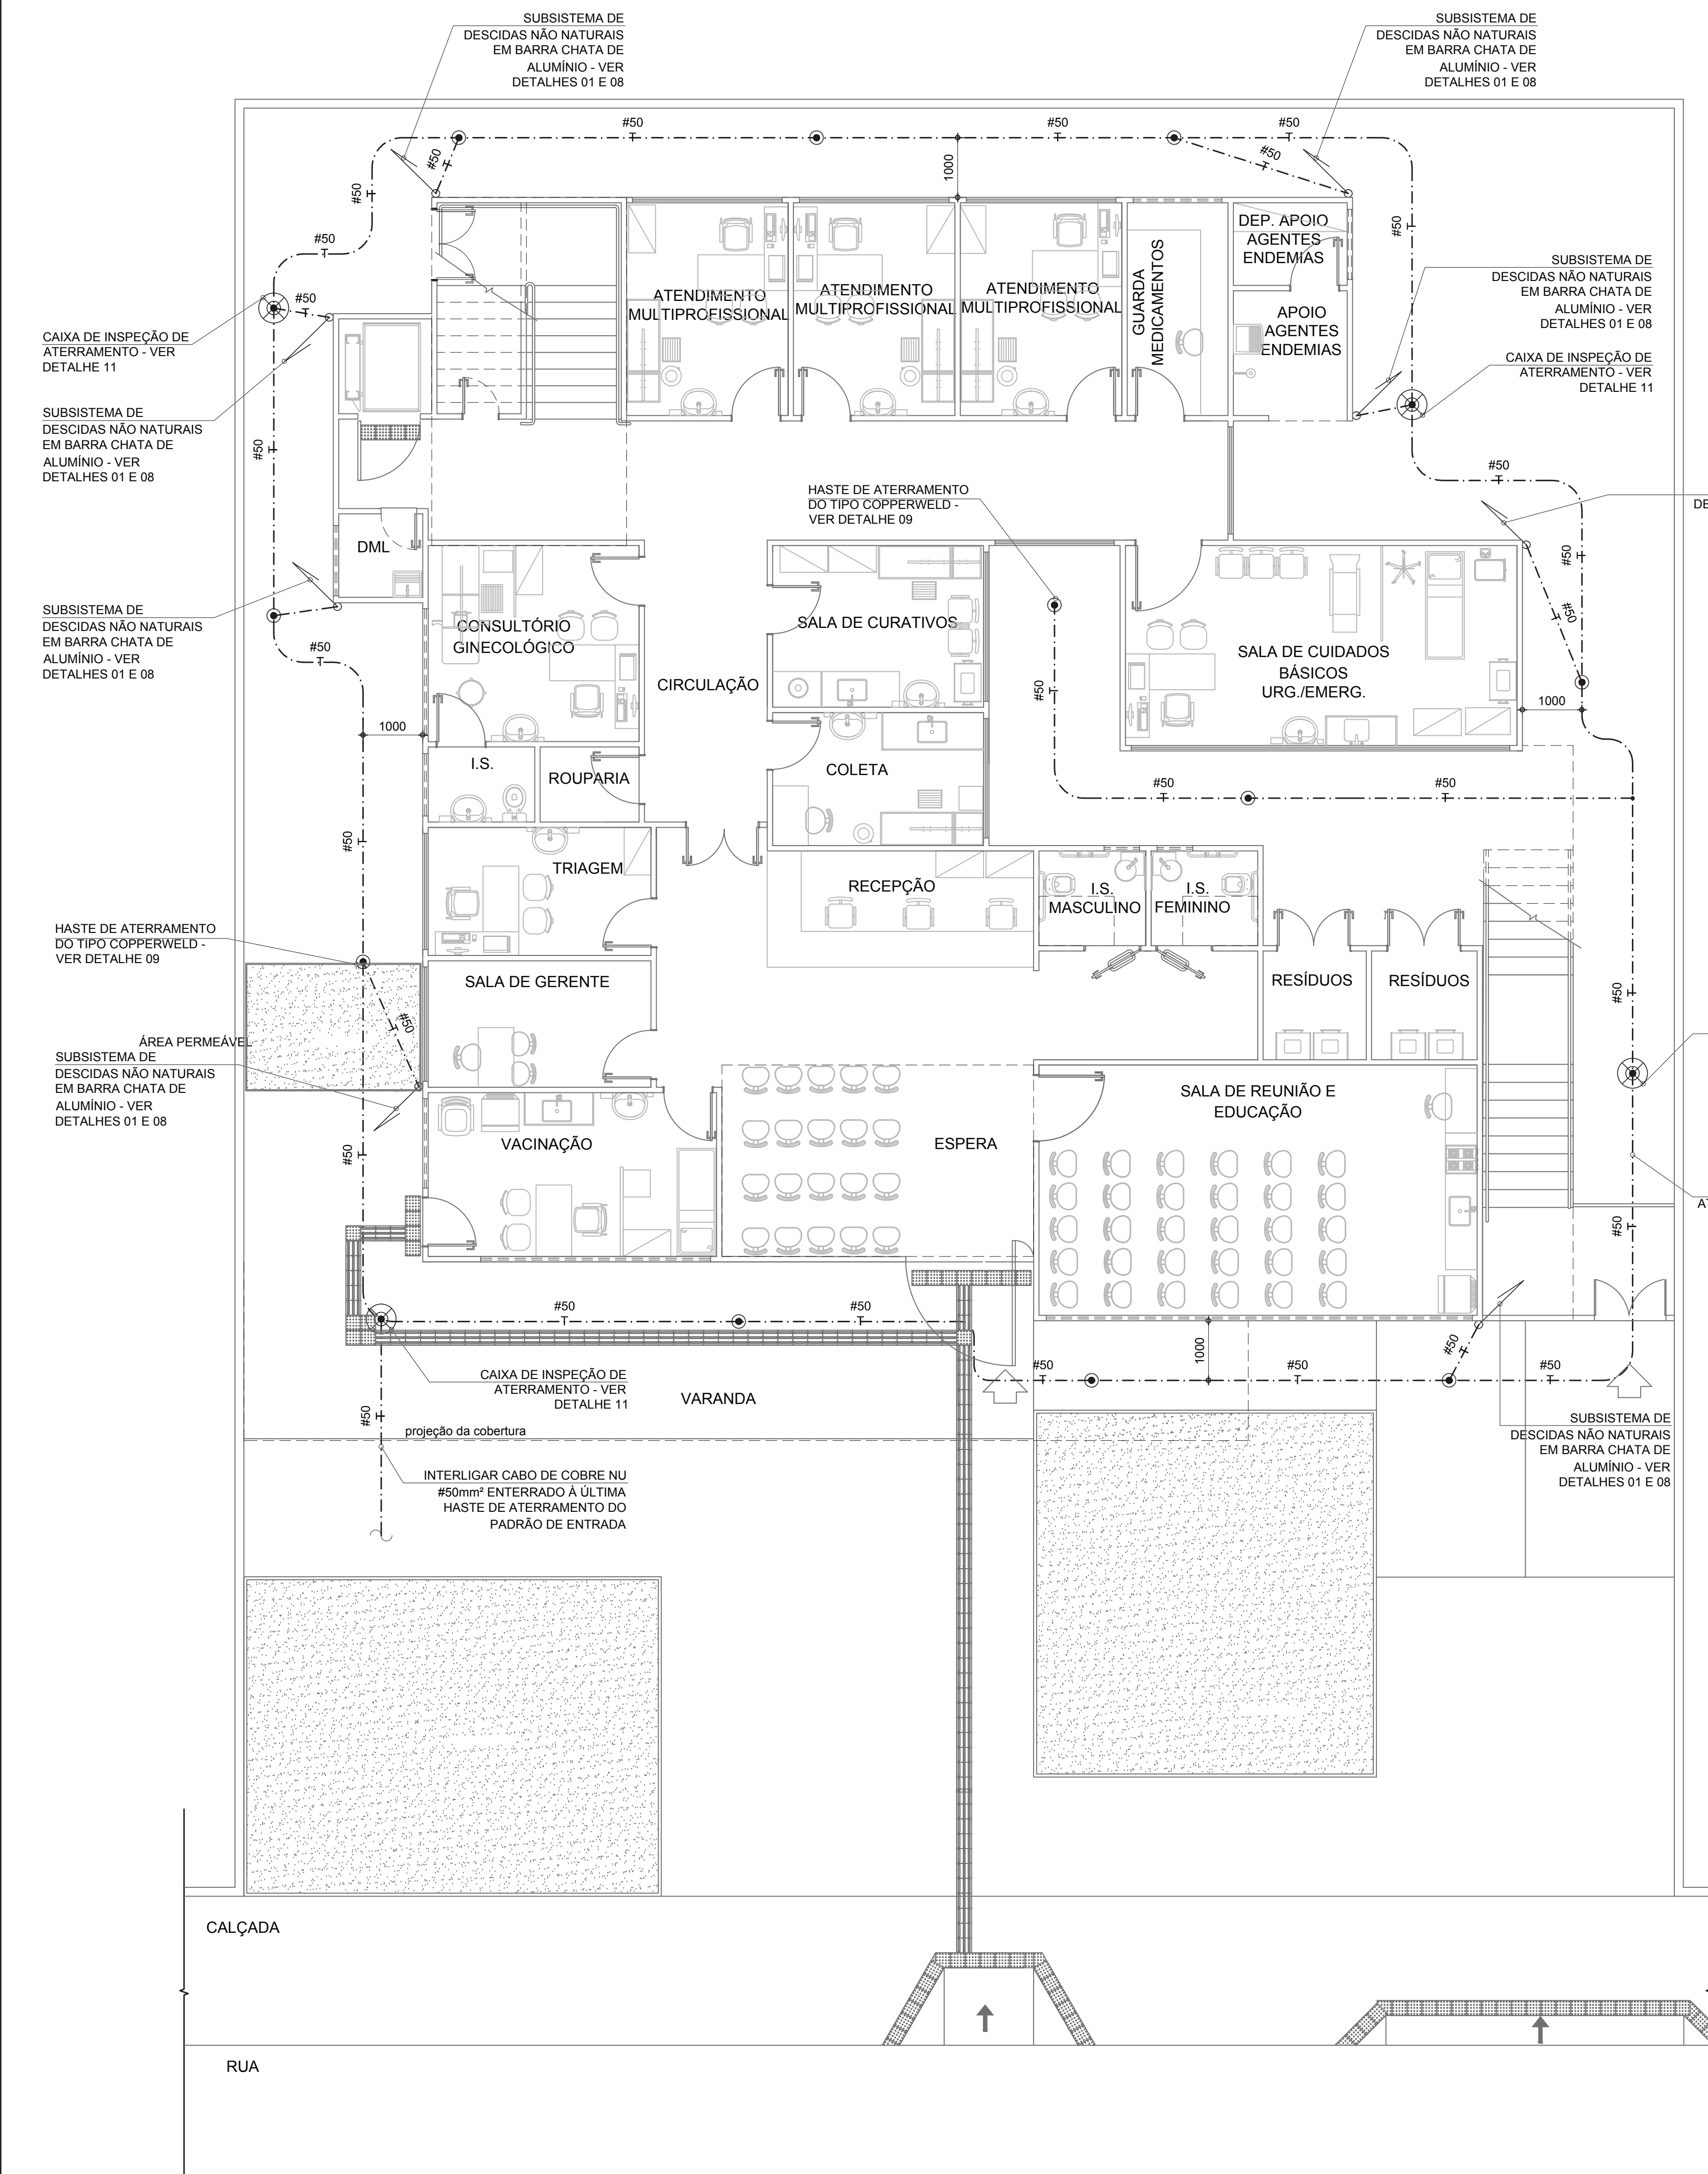 SUBSISTEMA DE
DESCIDAS NÃO NATURAIS
EM BARRA CHATA DE
ALUMÍNIO - VER
DETALHES 01 E 08
SUBSISTEMA DE
DESCIDAS NÃO NATURAIS
EM BARRA CHATA DE
ALUMÍNIO - VER
DETALHES 01 E 08
#50
#50
#50
#50
#50
1000
#50
#50
#50
#50
DEP. APOIO
AGENTES
ENDEMIAS
SUBSISTEMA DE
DESCIDAS NÃO NATURAIS
EM BARRA CHATA DE
ALUMÍNIO - VER
DETALHES 01 E 08
#50
ATENDIMENTO
MULTIPROFISSIONAL
ATENDIMENTO
MULTIPROFISSIONAL
ATENDIMENTO
MULTIPROFISSIONAL
GUARDA
MEDICAMENTOS
APOIO
AGENTES
ENDEMIAS
CAIXA DE INSPEÇÃO DE
ATERRAMENTO - VER
DETALHE 11
CAIXA DE INSPEÇÃO DE
ATERRAMENTO - VER
DETALHE 11
SUBSISTEMA DE
DESCIDAS NÃO NATURAIS
EM BARRA CHATA DE
ALUMÍNIO - VER
DETALHES 01 E 08
#50
#50
HASTE DE ATERRAMENTO
DO TIPO COPPERWELD -
VER DETALHE 09
DE
DML
#50
#50
SUBSISTEMA DE
DESCIDAS NÃO NATURAIS
EM BARRA CHATA DE
ALUMÍNIO - VER
DETALHES 01 E 08
#50
CONSULTÓRIO
GINECOLÓGICO
SALA DE CURATIVOS
SALA DE CUIDADOS
BÁSICOS
URG./EMERG.
CIRCULAÇÃO
#50
1000
1000
I.S.
ROUPARIA
COLETA
#50
#50
#50
TRIAGEM
RECEPÇÃO
I.S.
MASCULINO
I.S.
FEMININO
HASTE DE ATERRAMENTO
DO TIPO COPPERWELD -
VER DETALHE 09
SALA DE GERENTE
RESÍDUOS
RESÍDUOS
#50
#50
ÁREA PERMEÁVEL
SUBSISTEMA DE
DESCIDAS NÃO NATURAIS
EM BARRA CHATA DE
ALUMÍNIO - VER
DETALHES 01 E 08
SALA DE REUNIÃO E
EDUCAÇÃO
#50
VACINAÇÃO
ESPERA
AT
#50
#50
#50
1000
#50
#50
#50
#50
CAIXA DE INSPEÇÃO DE
ATERRAMENTO - VER
DETALHE 11
VARANDA
#50
projeção da cobertura
SUBSISTEMA DE
DESCIDAS NÃO NATURAIS
EM BARRA CHATA DE
ALUMÍNIO - VER
DETALHES 01 E 08
INTERLIGAR CABO DE COBRE NU
#50mm² ENTERRADO À ÚLTIMA
HASTE DE ATERRAMENTO DO
PADRÃO DE ENTRADA
CALÇADA
RUA